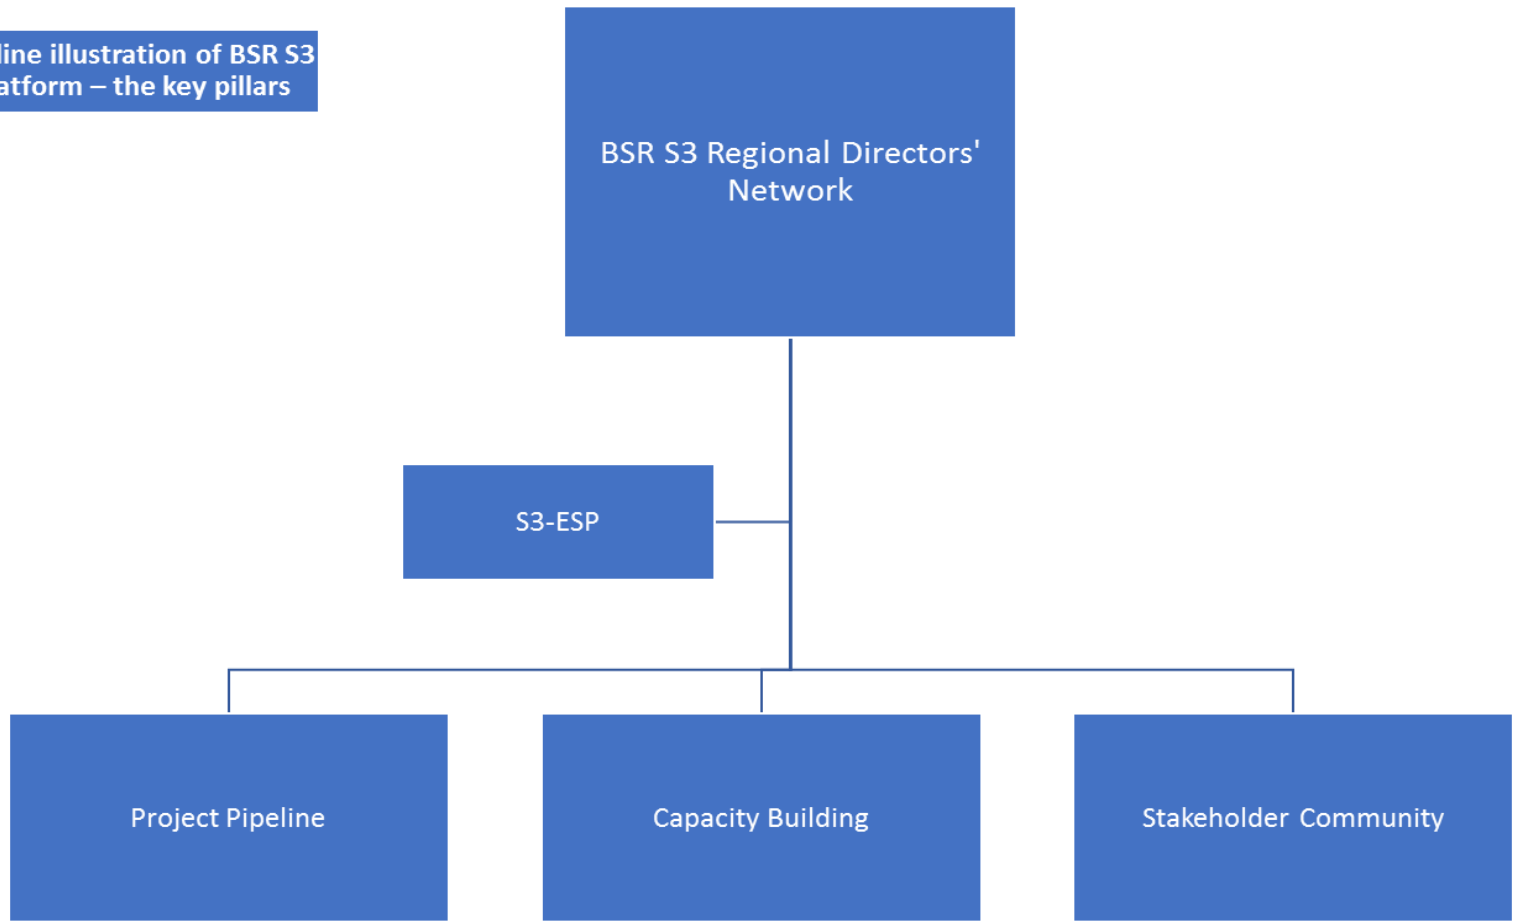 line illustration of BSR S3
atform – the key pillars
BSR S3 Regional Directors'
Network
S3-ESP
Project Pipeline
Capacity Building
Stakeholder Community